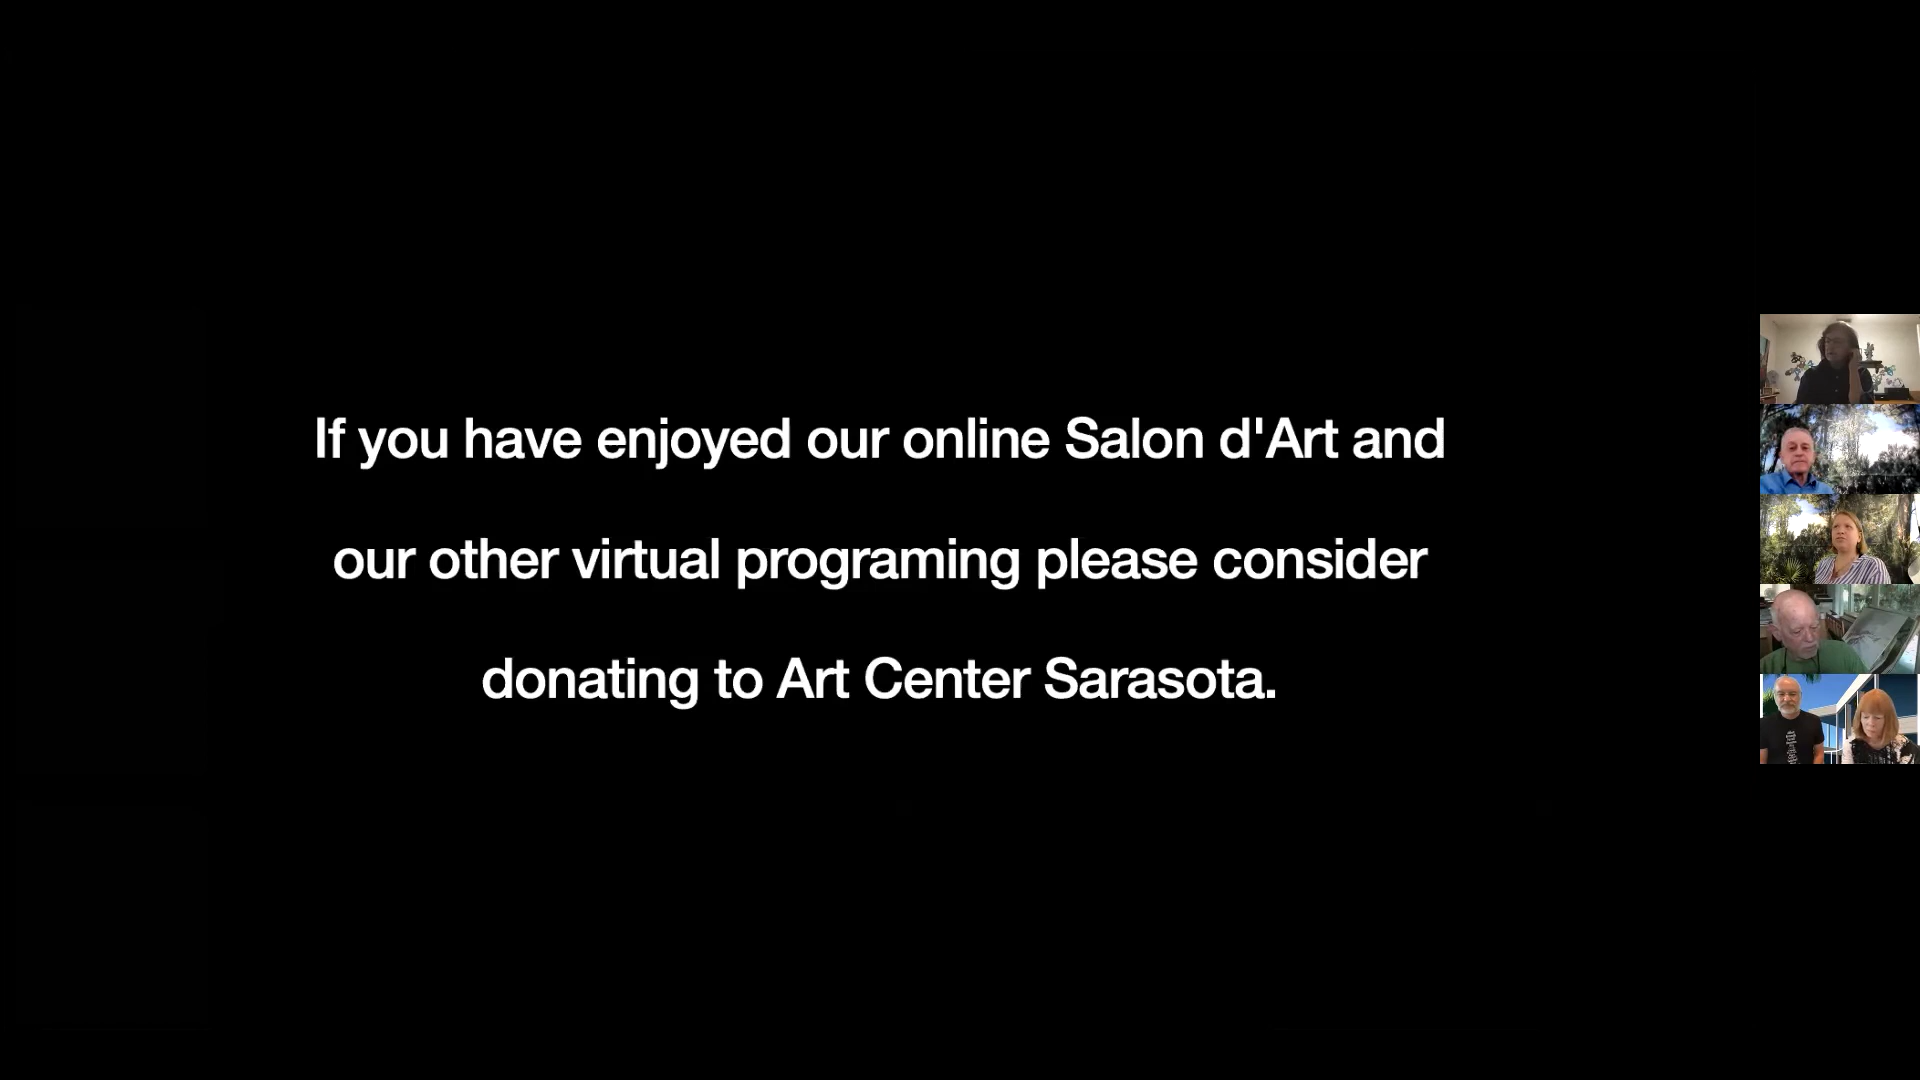 If you have enjoyed our online Salon d'Art and
our other virtual programing please consider
donating to Art Center Sarasota.